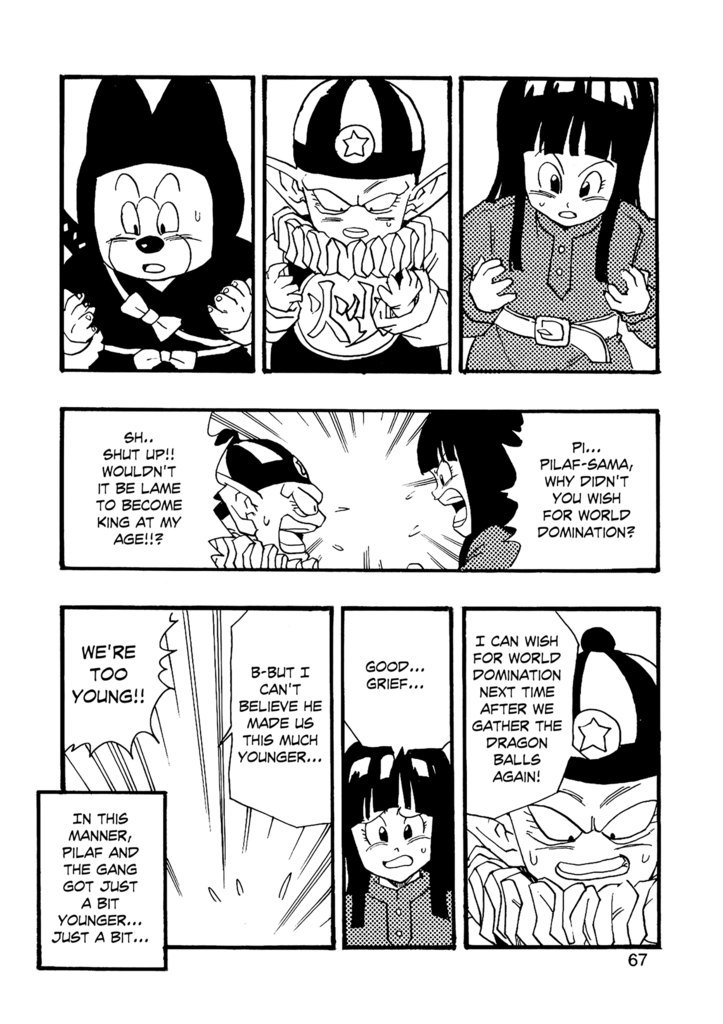 PI...
PILAF-SAMA,
WHY DIDN'T
YOU WISH
FOR WORLD
DOMINATION?
SH..
SHUT UP!!
WOULDN'T
IT BE LAME
TO BECOME
KING AT MY
AGE!!?
I CAN WISH
FOR WORLD
DOMINATION
NEXT TIME
AFTER WE
GATHER THE
DRAGON
BALLS
AGAIN!
GOOD...
GRIEF...
B-BUT I
CAN'T
BELIEVE HE
MADE US
THIS MUCH
YOUNGER...
WE'RE
TOO
YOUNG!!
IN THIS
MANNER,
PILAF AND
THE GANG
GOT JUST
A BIT
YOUNGER...
JUST A BIT...
67